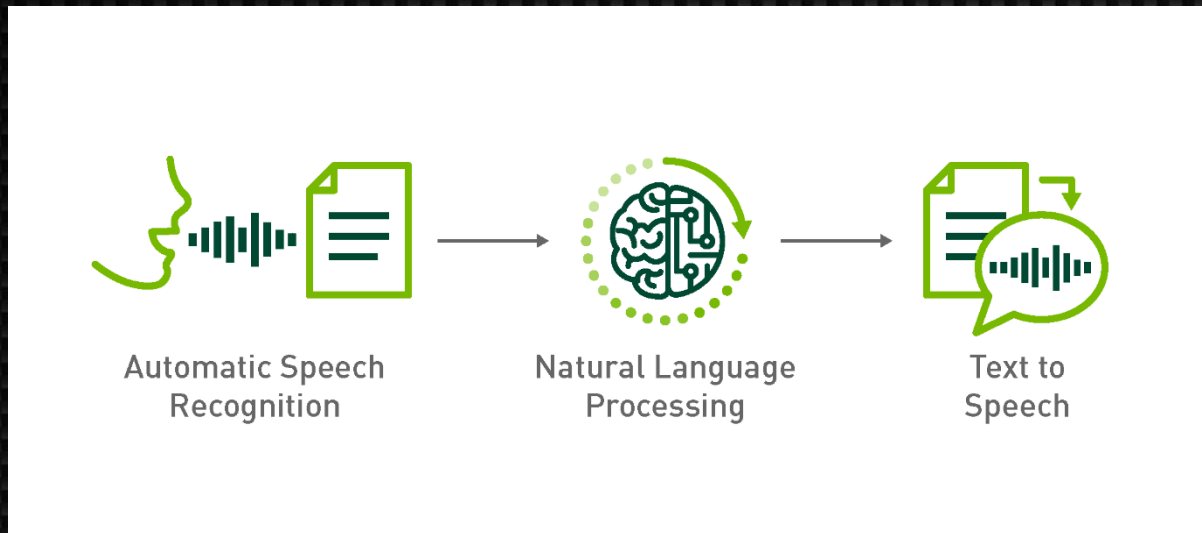 Automatic Speech
Recognition
Natural Language
Processing
Text to
Speech